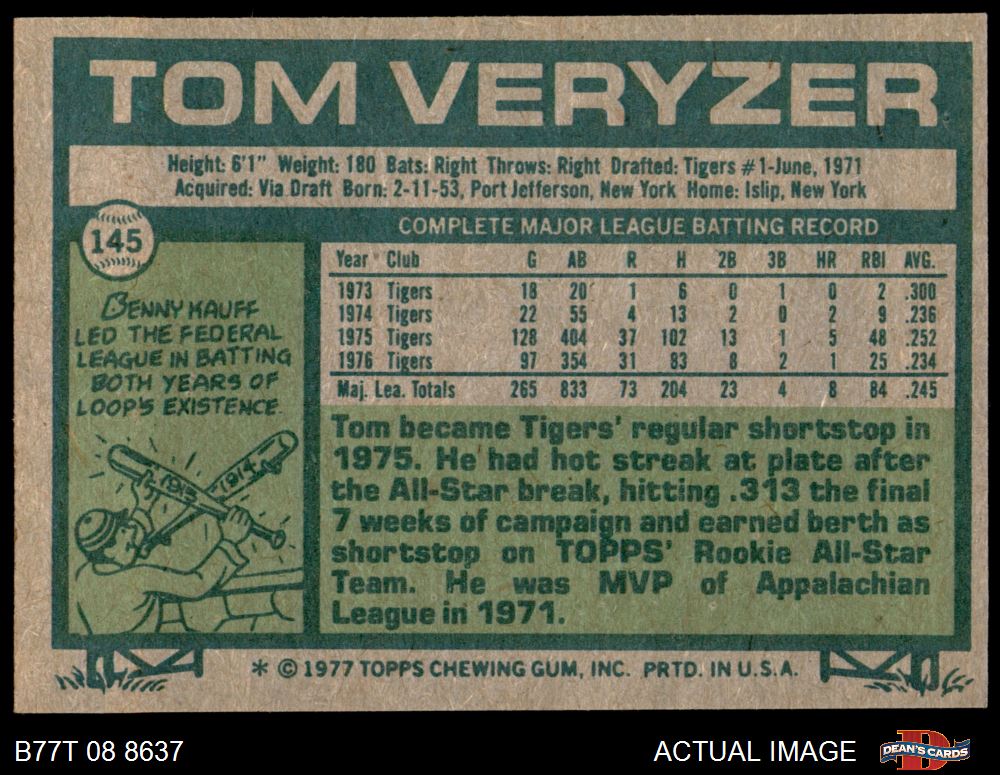 TOM VERYZER
Height: 6'1" Weight: 180 Bats: Right Throws: Right Drafted: Tigers #1-June, 1971
Acquired: Via Draft Born: 2-11-53, Port Jefferson, New York Home: Islip, New York
145
COMPLETE MAJOR LEAGUE BATTING RECORD
Year Club G AB R H 2B 3B HR RBI AVG.
1973 Tigers 18 20 1 6 0 1 0 2 .300
1974 Tigers 22 55 4 13 2 0 2 9 .236
1975 Tigers 128 404 37 102 13 1 5 48 .252
1976 Tigers 97 354 31 83 8 2 1 25 .234
Maj. Lea. Totals 265 833 73 204 23 4 8 84 .245
BENNY KAUFF
LED THE FEDERAL
LEAGUE IN BATTING
BOTH YEARS OF
LOOP'S EXISTENCE.
1915
1914
Tom became Tigers' regular shortstop in
1975. He had hot streak at plate after
the All-Star break, hitting .313 the final
7 weeks of campaign and earned berth as
shortstop on TOPPS' Rookie All-Star
Team. He was MVP of Appalachian
League in 1971.
* © 1977 TOPPS CHEWING GUM, INC. PRTD. IN U.S.A.
B77T 08 8637
ACTUAL IMAGE
D
DEAN'S CARDS